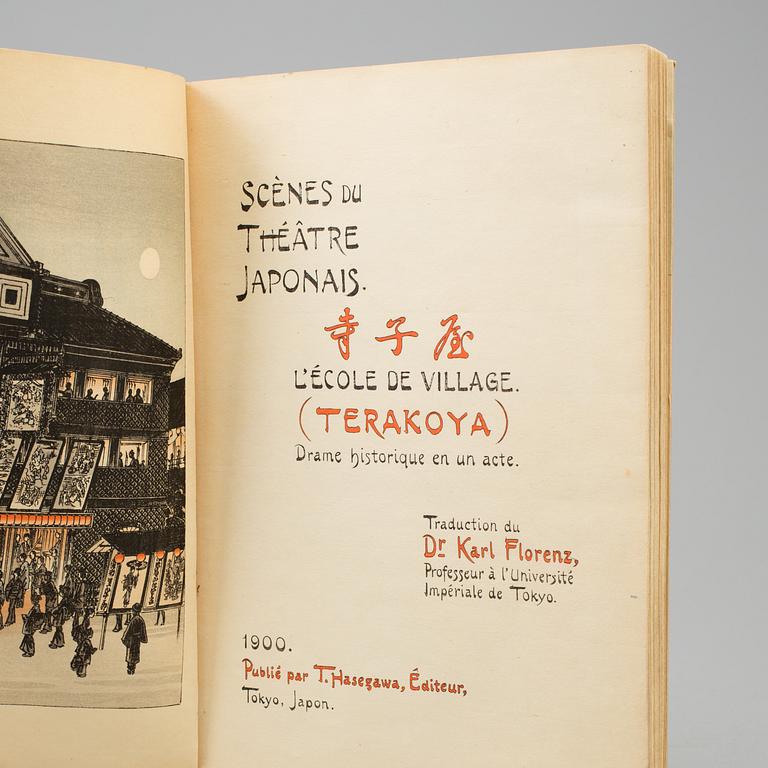 SCÈNES DU
THÉÂTRE
JAPONAIS.
寺子屋
L'ÉCOLE DE VILLAGE.
(TERAKOYA)
Drame historique en un acte.
Traduction du
Dr Karl Florenz,
Professeur à l'Université
Impériale de Tokyo.
1900.
Publié par T. Hasegawa, Éditeur,
Tokyo, Japon.